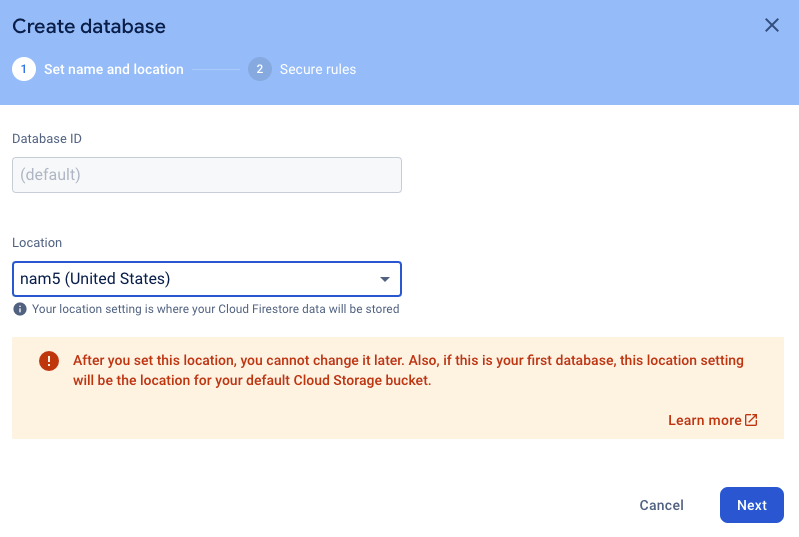 Create database
1 Set name and location 2 Secure rules
Database ID
(default)
Location
nam5 (United States)
Your location setting is where your Cloud Firestore data will be stored
After you set this location, you cannot change it later. Also, if this is your first database, this location setting
will be the location for your default Cloud Storage bucket.
Learn more
Cancel Next